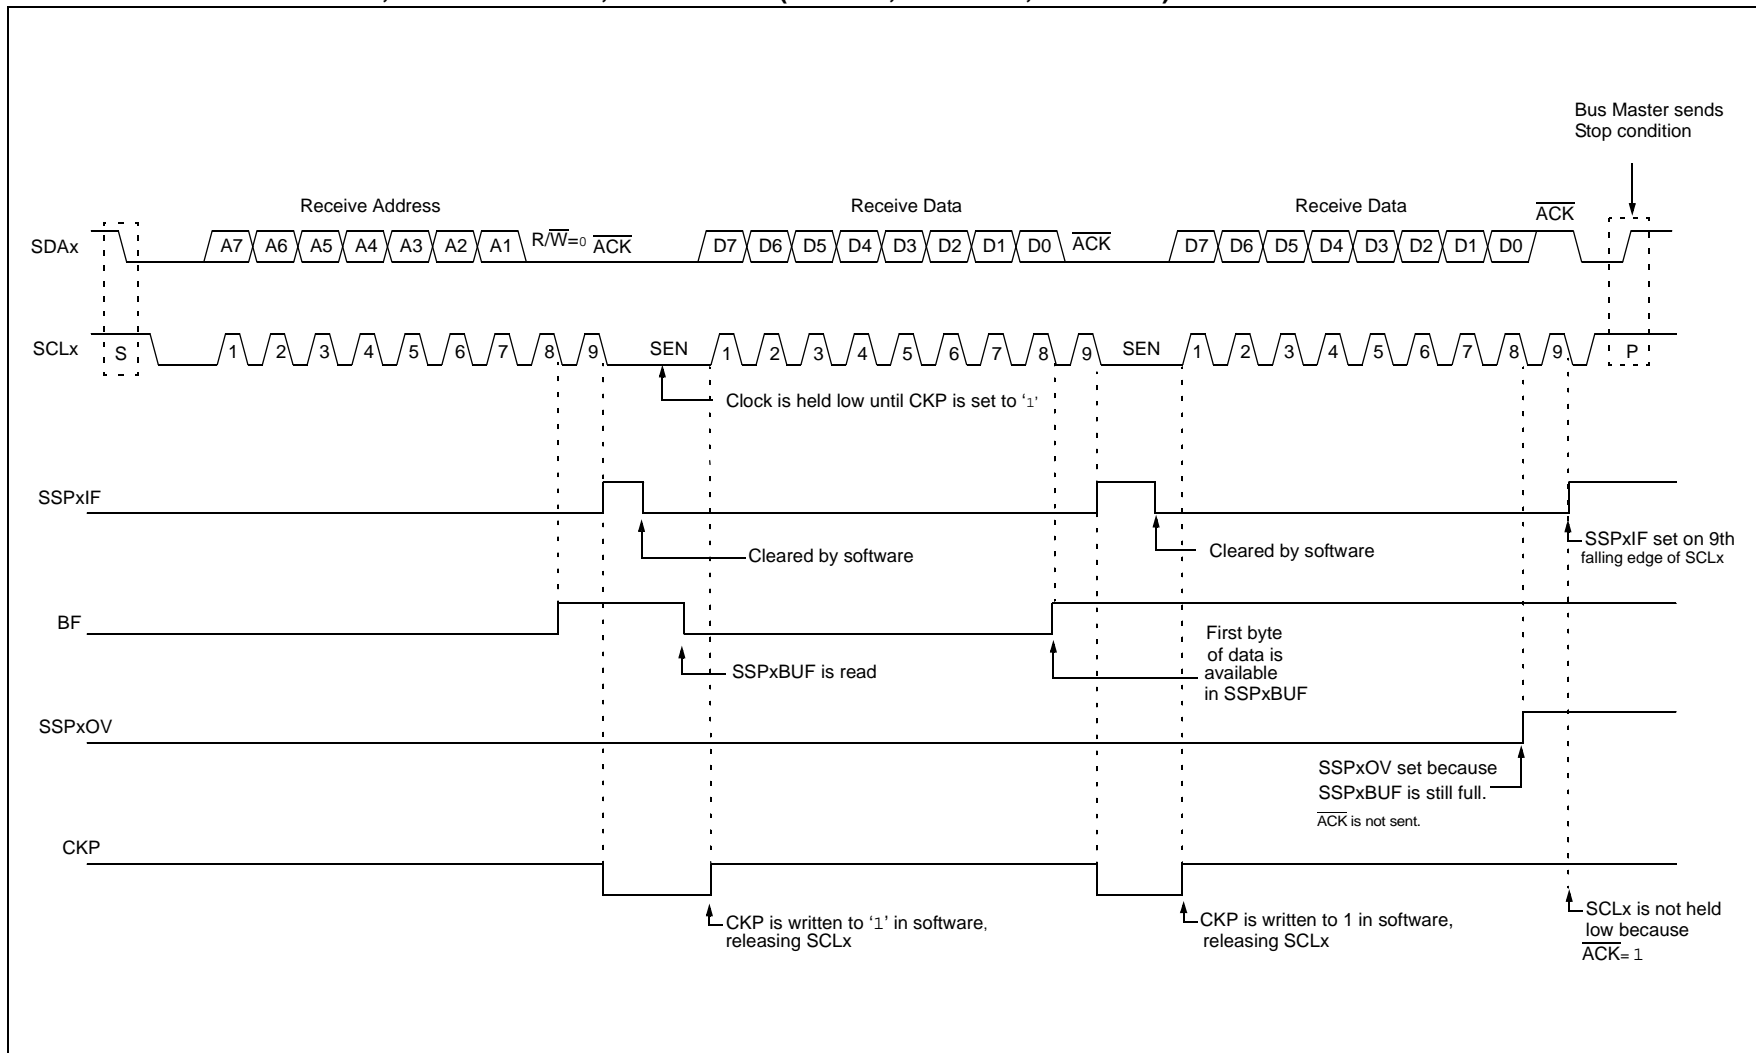 Bus Master sends
Stop condition
Receive Address
Receive Data
Receive Data
ACK
SDAx
A7 A6 A5 A4 A3 A2 A1 R/W=0 ACK D7 D6 D5 D4 D3 D2 D1 D0 ACK D7 D6 D5 D4 D3 D2 D1 D0
SCLx
S 1 2 3 4 5 6 7 8 9 SEN 1 2 3 4 5 6 7 8 9 SEN 1 2 3 4 5 6 7 8 9 P
Clock is held low until CKP is set to ‘1’
SSPxIF
Cleared by software
Cleared by software
SSPxIF set on 9th
falling edge of SCLx
BF
SSPxBUF is read
First byte
of data is
available
in SSPxBUF
SSPxOV
SSPxOV set because
SSPxBUF is still full.
ACK is not sent.
CKP
CKP is written to ‘1’ in software,
releasing SCLx
CKP is written to 1 in software,
releasing SCLx
SCLx is not held
low because
ACK= 1